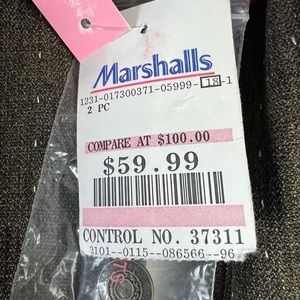 Marshalls
1231-017300371-05999-18-1
2 PC
COMPARE AT $100.00
$59.99
CONTROL NO. 37311
3101--0115--086566--96